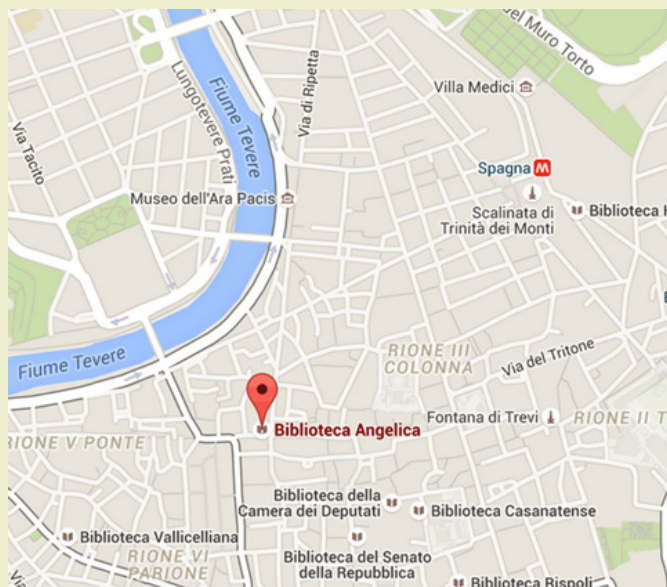 del Muro Torto
Villa Medici
Via di Ripetta
Fiume Tevere
Lungotevere Prati
Via Tacito
Spagna M
Museo dell'Ara Pacis
Scalinata di
Trinità dei Monti
Biblioteca H
Fiume Tevere
RIONE III
COLONNA
Via del Tritone
Fontana di Trevi
RIONE II T
Biblioteca Angelica
RIONE V PONTE
Biblioteca della
Camera dei Deputati
Biblioteca Casanatense
Biblioteca Vallicelliana
RIONE VI
PARIONE
Biblioteca del Senato
della Repubblica
Biblioteca Rispoli